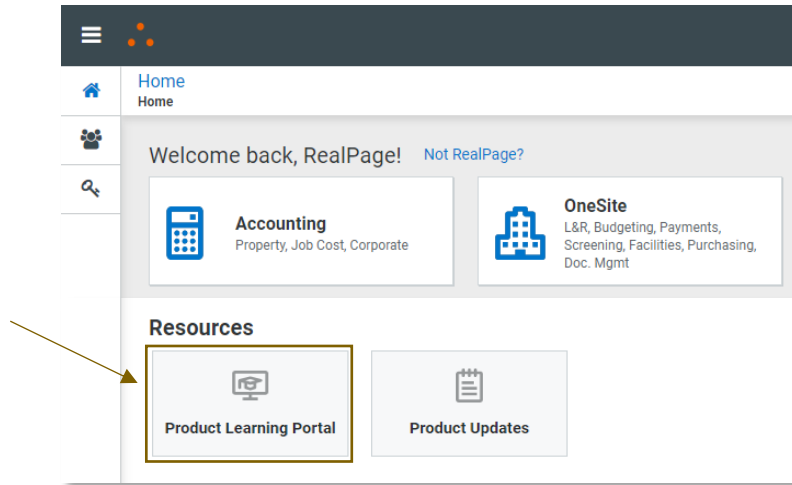 Home
Home
Welcome back, RealPage! Not RealPage?
Accounting
Property, Job Cost, Corporate
OneSite
L&R, Budgeting, Payments,
Screening, Facilities, Purchasing,
Doc. Mgmt
Resources
Product Learning Portal
Product Updates